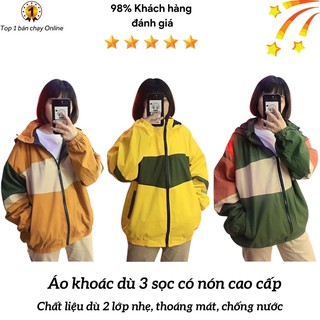 1
Top 1 bán chạy Online
98% Khách hàng
đánh giá
Áo khoác dù 3 sọc có nón cao cấp
Chất liệu dù 2 lớp nhẹ, thoáng mát, chống nước